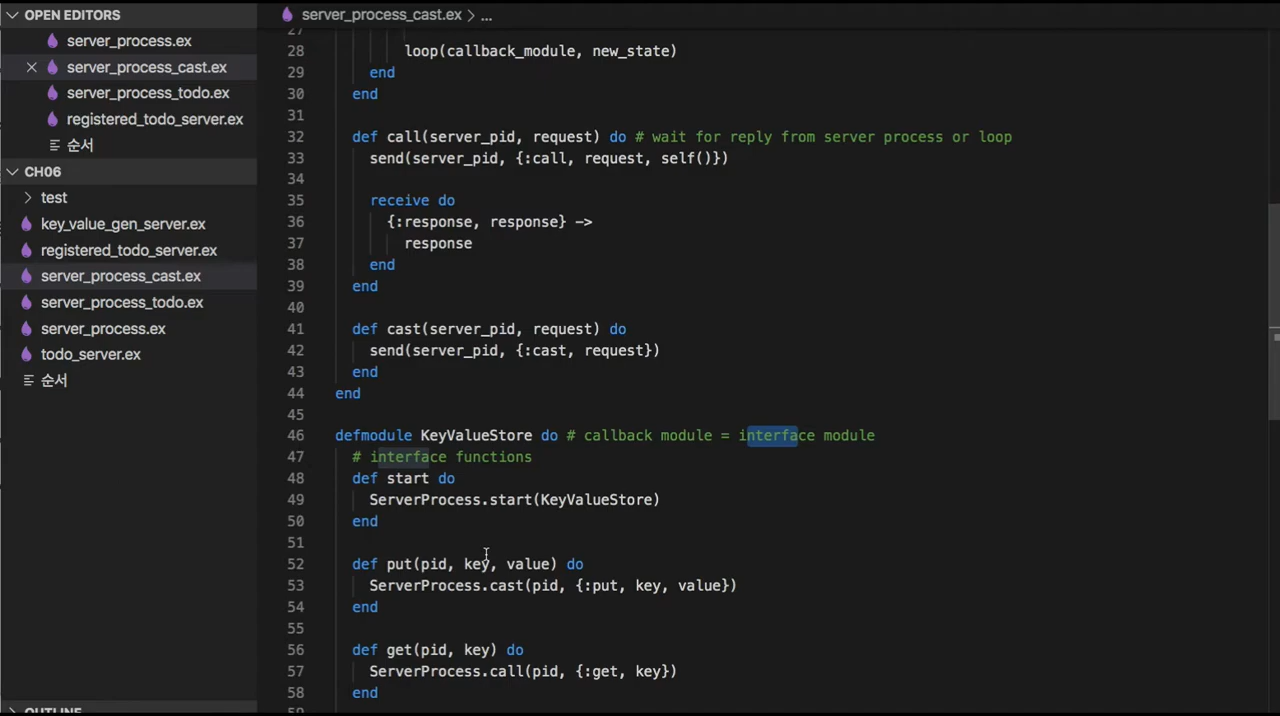 OPEN EDITORS
server_process.ex
server_process_cast.ex
server_process_todo.ex
registered_todo_server.ex
순서
CH06
test
key_value_gen_server.ex
registered_todo_server.ex
server_process_cast.ex
server_process_todo.ex
server_process.ex
todo_server.ex
순서
OUTLINE
server_process_cast.ex > ...
27
28 loop(callback_module, new_state)
29 end
30 end
31
32 def call(server_pid, request) do # wait for reply from server process or loop
33 send(server_pid, {:call, request, self()})
34
35 receive do
36 {:response, response} ->
37 response
38 end
39 end
40
41 def cast(server_pid, request) do
42 send(server_pid, {:cast, request})
43 end
44 end
45
46 defmodule KeyValueStore do # callback module = interface module
47 # interface functions
48 def start do
49 ServerProcess.start(KeyValueStore)
50 end
51
52 def put(pid, key, value) do
53 ServerProcess.cast(pid, {:put, key, value})
54 end
55
56 def get(pid, key) do
57 ServerProcess.call(pid, {:get, key})
58 end
59